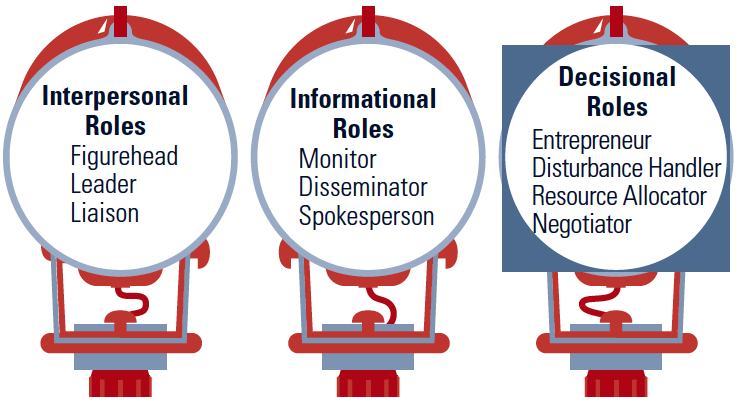 Interpersonal
Roles
Figurehead
Leader
Liaison
Informational
Roles
Monitor
Disseminator
Spokesperson
Decisional
Roles
Entrepreneur
Disturbance Handler
Resource Allocator
Negotiator